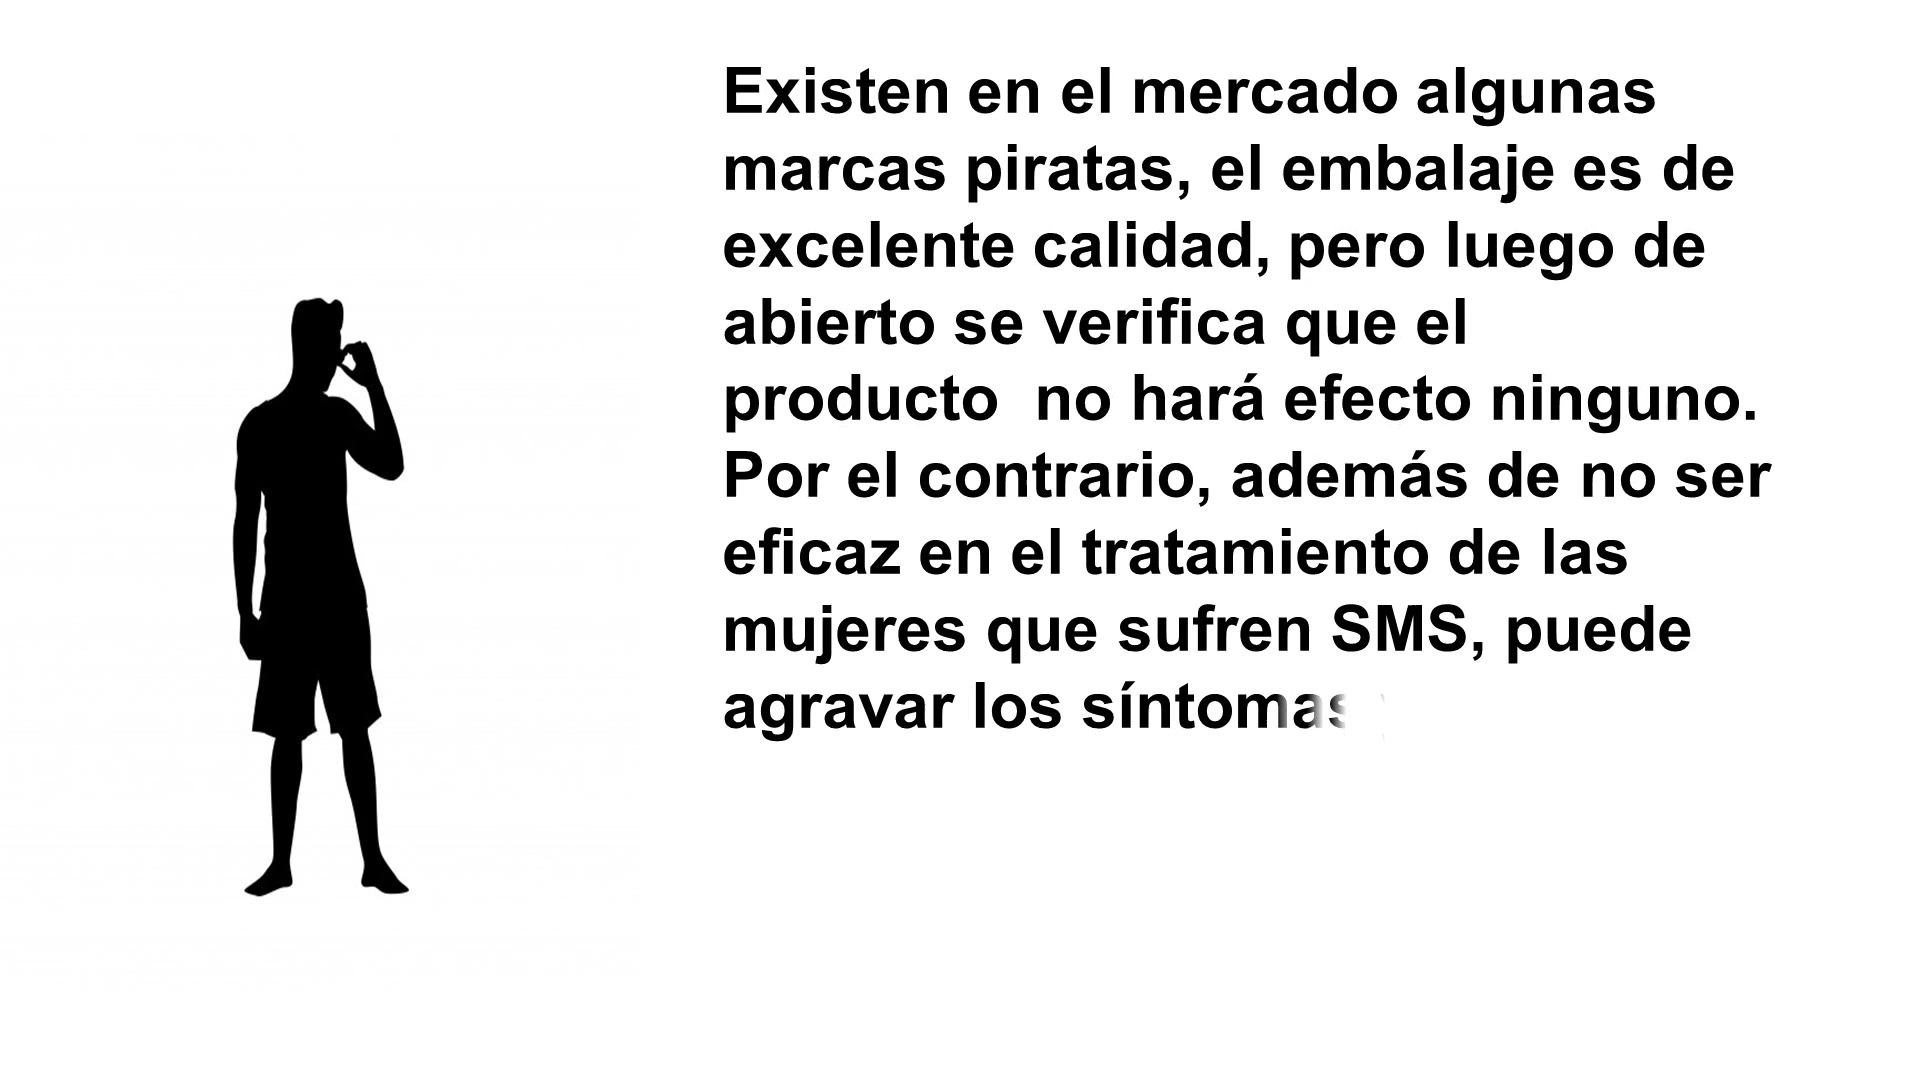 Existen en el mercado algunas
marcas piratas, el embalaje es de
excelente calidad, pero luego de
abierto se verifica que el
producto  no hará efecto ninguno.
Por el contrario, además de no ser
eficaz en el tratamiento de las
mujeres que sufren SMS, puede
agravar los síntomas